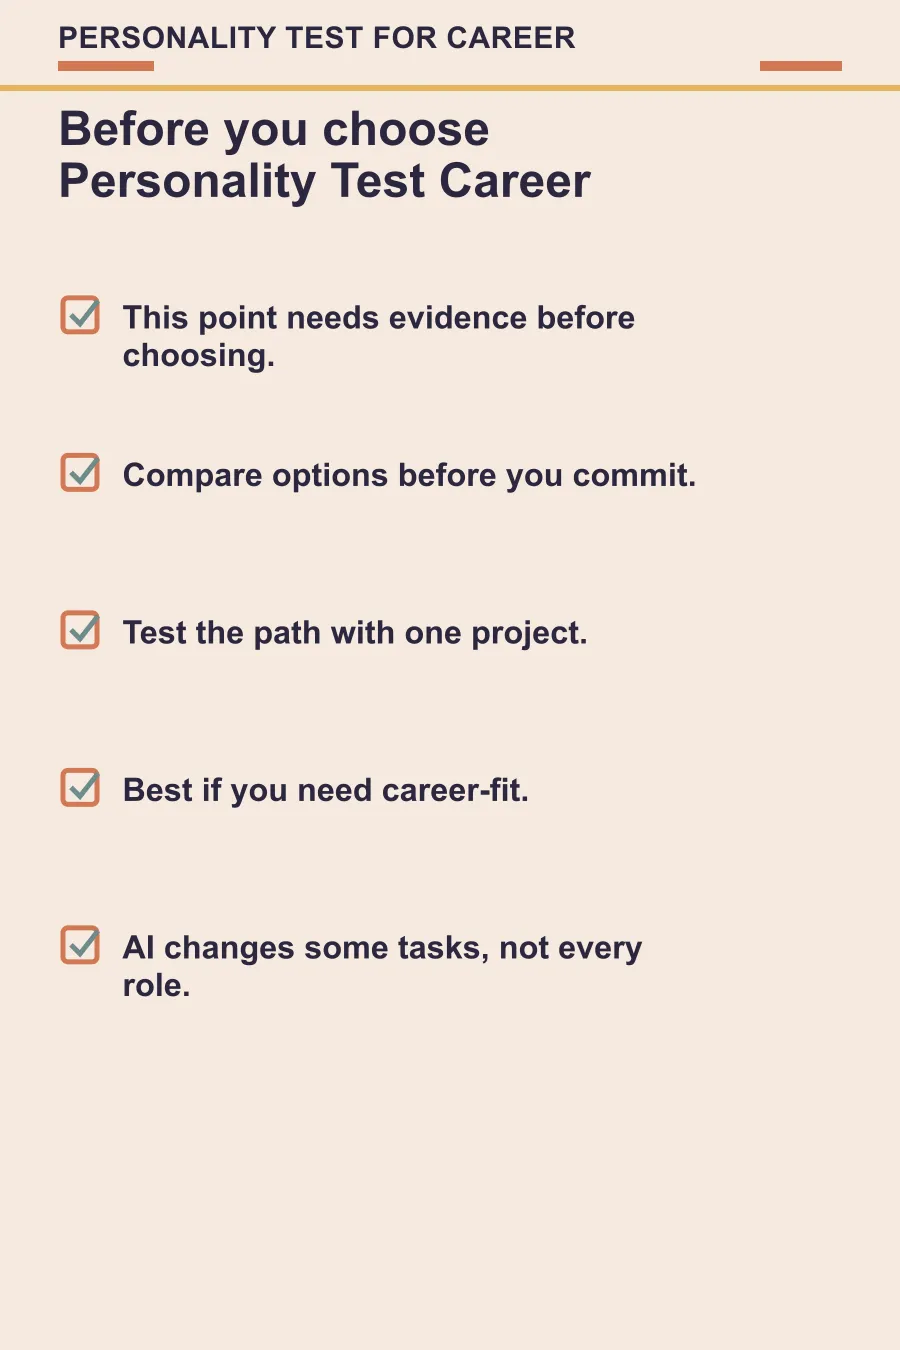 PERSONALITY TEST FOR CAREER
Before you choose
Personality Test Career
This point needs evidence before
choosing.
Compare options before you commit.
Test the path with one project.
Best if you need career-fit.
AI changes some tasks, not every
role.